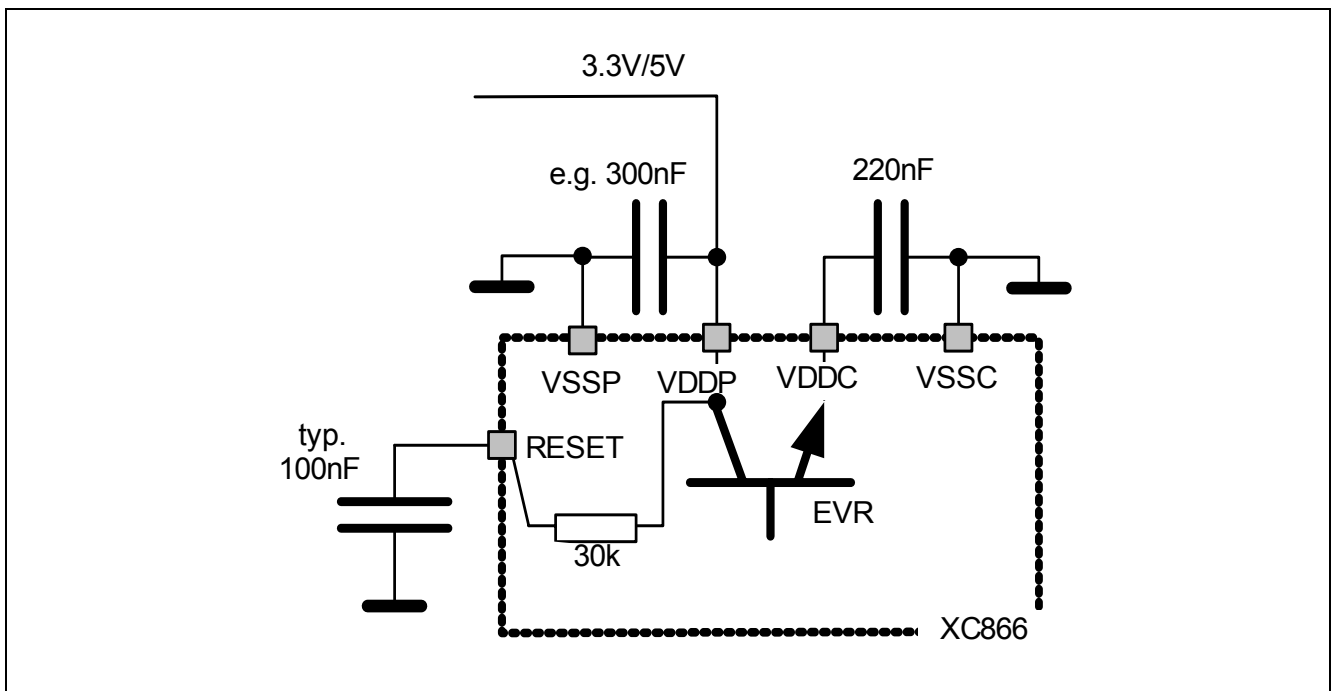 3.3V/5V
e.g. 300nF
220nF
VSSP
VDDP
VDDC
VSSC
typ.
100nF
RESET
EVR
30k
XC866